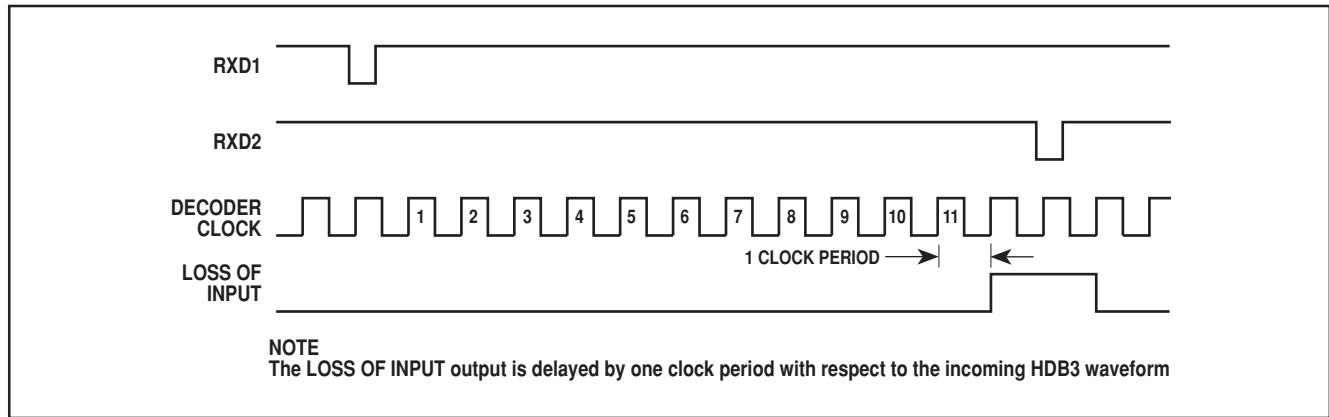 RXD1
RXD2
DECODER
CLOCK
1 2 3 4 5 6 7 8 9 10 11
1 CLOCK PERIOD
LOSS OF
INPUT
NOTE
The LOSS OF INPUT output is delayed by one clock period with respect to the incoming HDB3 waveform